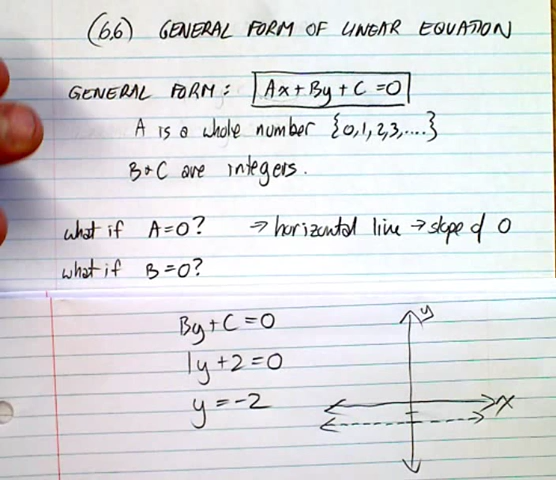 (6.6) GENERAL FORM OF LINEAR EQUATION
GENERAL FORM: Ax + By + C = 0
A is a whole number {0,1,2,3,....}
B + C are integers.
what if A=0? → horizontal line → slope of 0
what if B=0?
By + C = 0
1y + 2 = 0
y = -2
y
x